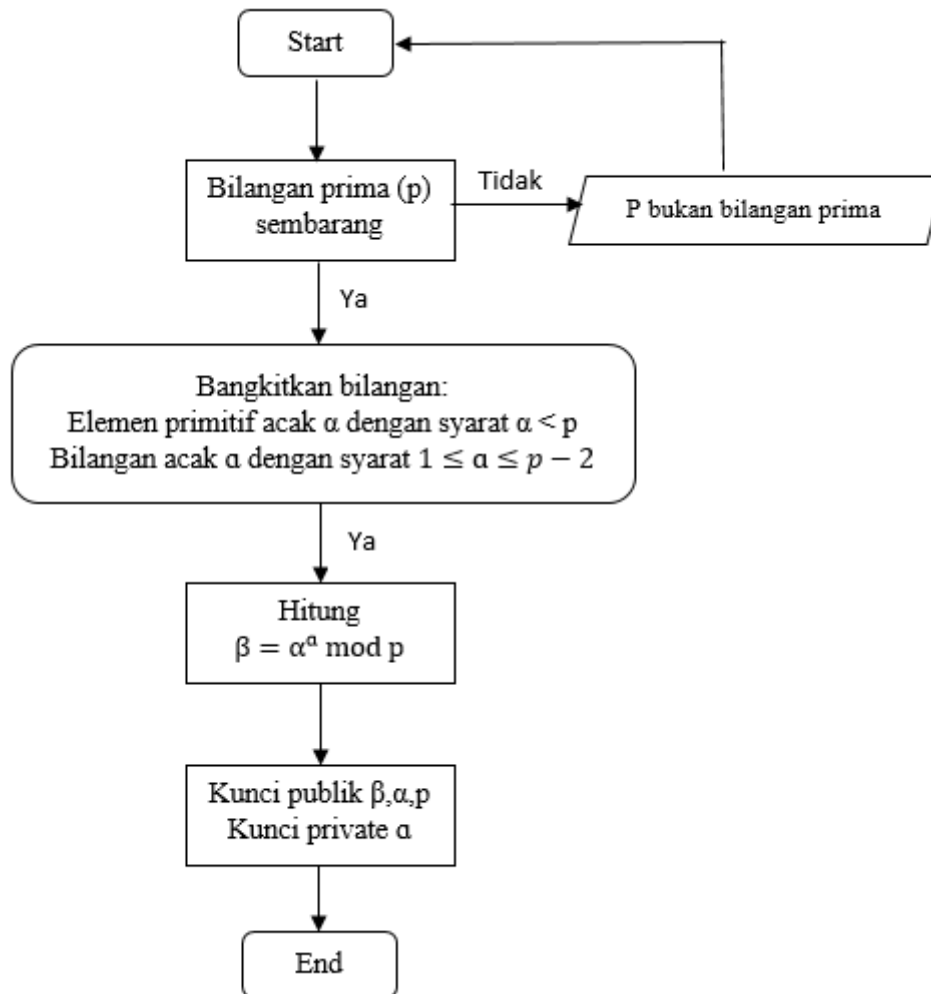 Start
Bilangan prima (p)
sembarang
Tidak
P bukan bilangan prima
Ya
Bangkitkan bilangan:
Elemen primitif acak α dengan syarat α < p
Bilangan acak ɑ dengan syarat 1 ≤ ɑ ≤ p − 2
Ya
Hitung
β = α^ɑ mod p
Kunci publik β,α,p
Kunci private ɑ
End